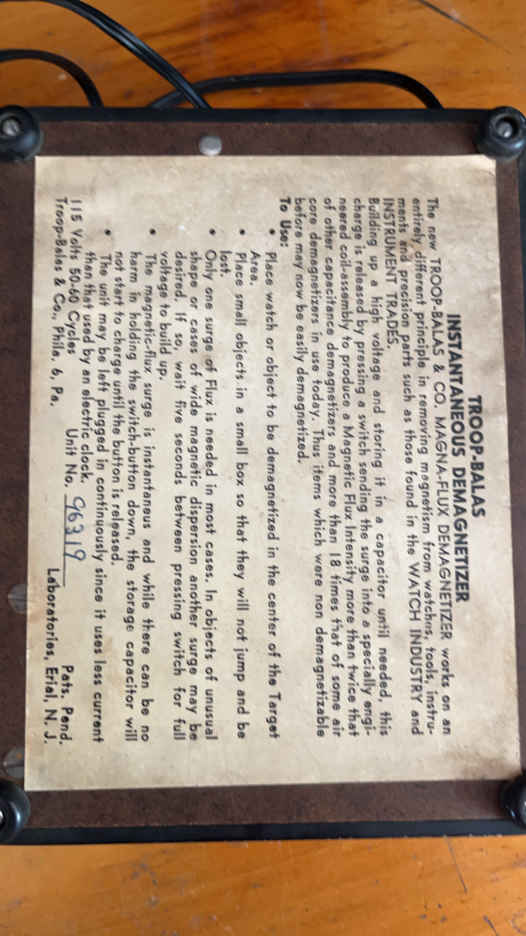 TROOP-BALAS
INSTANTANEOUS DEMAGNETIZER
The new TROOP-BALAS & CO. MAGNA-FLUX DEMAGNETIZER works on an
entirely different principle in removing magnetism from watches, tools, instru-
ments and precision parts such as those found in the WATCH INDUSTRY and
INSTRUMENT TRADES.
Building up a high voltage and storing it in a capacitor until needed, this
charge is released by pressing a switch sending the surge into a specially engi-
neered coil-assembly to produce a Magnetic Flux Intensity more than twice that
of other capacitance demagnetizers and more than 18 times that of some air
core demagnetizers in use today. Thus items which were non demagnetizable
before may now be easily demagnetized.
To Use:
• Place watch or object to be demagnetized in the center of the Target
Area.
• Place small objects in a small box so that they will not jump and be
lost.
• Only one surge of Flux is needed in most cases. In objects of unusual
shape or cases of wide magnetic dispersion another surge may be
desired. If so, wait five seconds between pressing switch for full
voltage to build up.
• The magnetic-flux surge is instantaneus and while there can be no
harm in holding the switch-button down, the storage capacitor will
not start to charge until the button is released.
• The unit may be left plugged in continuously since it uses less current
than that used by an electric clock.
115 Volts 50-60 Cycles Unit No. 96319 Pats. Pend.
Troop-Balas & Co., Phila. 6, Pa. Laboratories, Erlal, N. J.